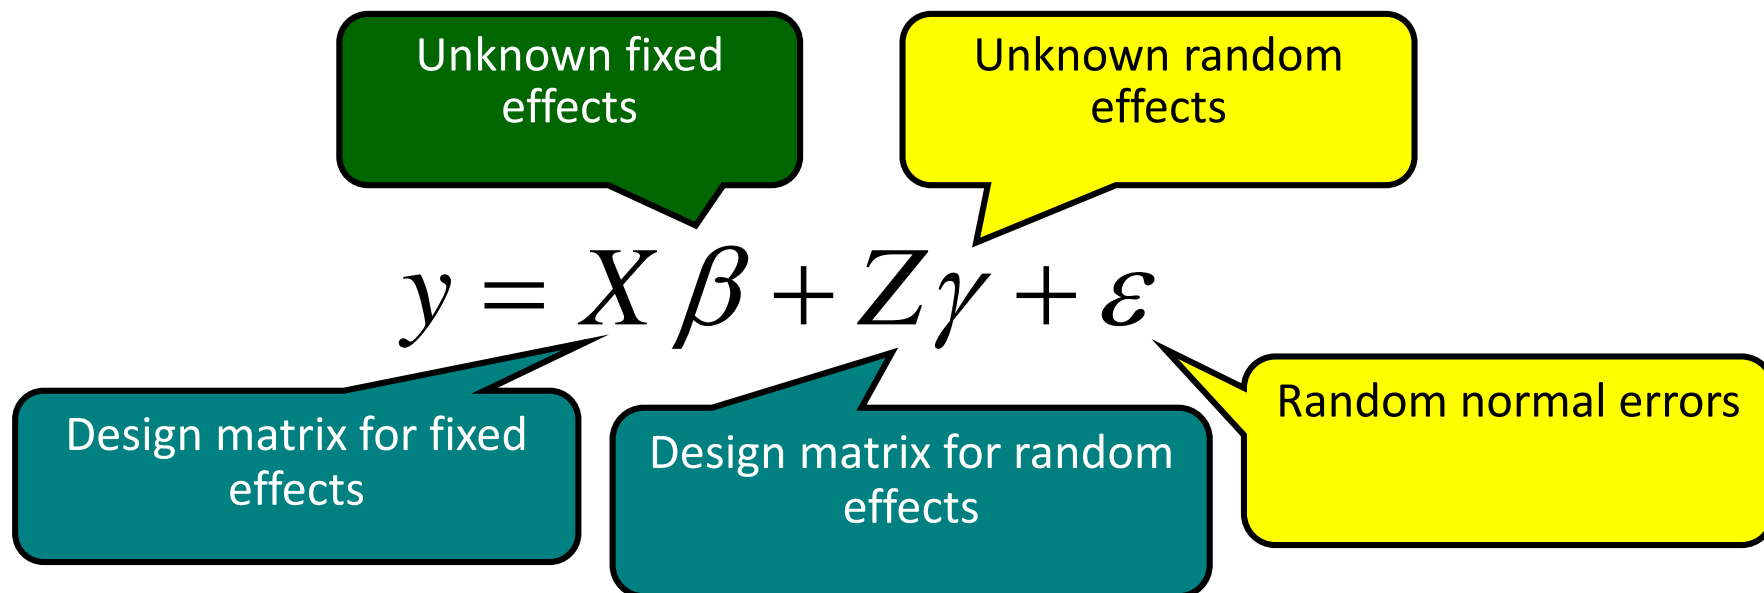 Unknown fixed
effects
Unknown random
effects
y = X β + Zγ + ε
Design matrix for fixed
effects
Design matrix for random
effects
Random normal errors